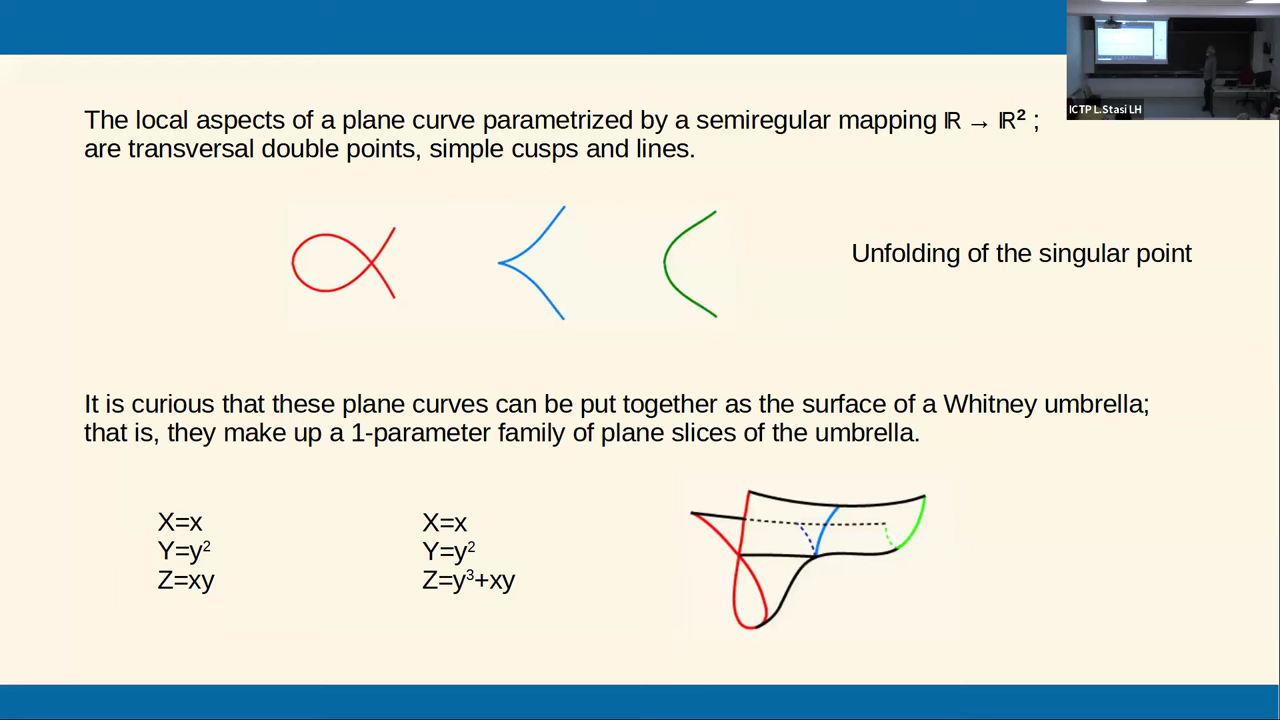 The local aspects of a plane curve parametrized by a semiregular mapping ℝ → ℝ² ;
are transversal double points, simple cusps and lines.
Unfolding of the singular point
It is curious that these plane curves can be put together as the surface of a Whitney umbrella;
that is, they make up a 1-parameter family of plane slices of the umbrella.
X=x
Y=y²
Z=xy
X=x
Y=y²
Z=y³+xy
ICTP L.Stasi LH